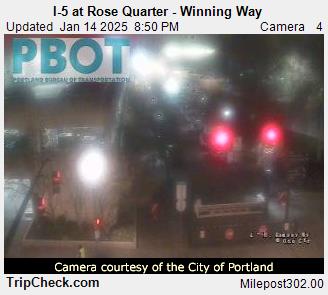 I-5 at Rose Quarter - Winning Way
Updated Jan 14 2025 8:50 PM Camera 4
PBOT
PORTLAND BUREAU OF TRANSPORTATION
Camera courtesy of the City of Portland
TripCheck.com Milepost302.00